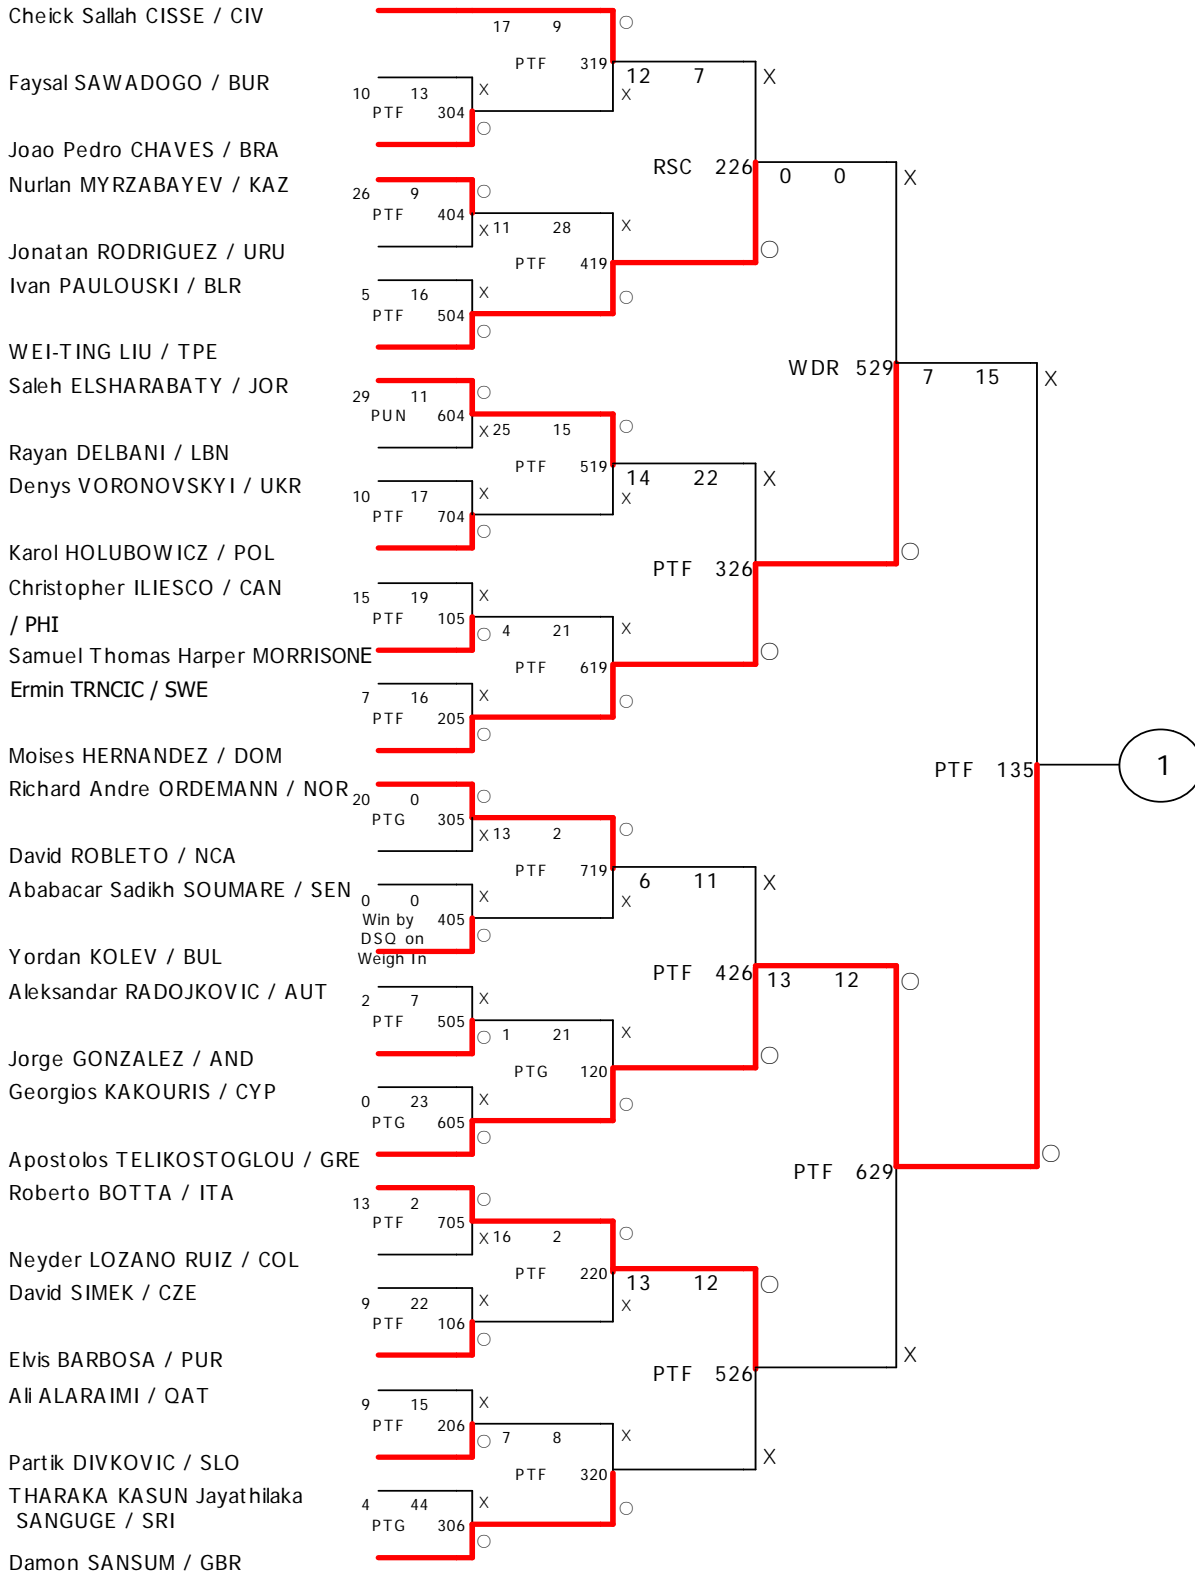 Cheick Sallah CISSE / CIV
17 9
PTF 319
Faysal SAWADOGO / BUR
12 7 X
10 13 X
X
PTF 304
Joao Pedro CHAVES / BRA
RSC 226
Nurlan MYRZABAYEV / KAZ
0 0 X
26 9
PTF 404
X 11 28 X
Jonatan RODRIGUEZ / URU
PTF 419
Ivan PAULOUSKI / BLR
5 16 X
PTF 504
WEI-TING LIU / TPE
WDR 529
Saleh ELSHARABATY / JOR
7 15 X
29 11
PUN 604
X 25 15
Rayan DELBANI / LBN
PTF 519
Denys VORONOVSKYI / UKR
14 22 X
10 17 X
X
PTF 704
Karol HOLUBOWICZ / POL
PTF 326
Christopher ILIESCO / CAN
15 19 X
PTF 105
/ PHI
4 21 X
Samuel Thomas Harper MORRISONE
PTF 619
Ermin TRNCIC / SWE
7 16 X
PTF 205
Moises HERNANDEZ / DOM
PTF 135
1
Richard Andre ORDEMANN / NOR
20 0
PTG 305
X 13 2
David ROBLETO / NCA
PTF 719
Ababacar Sadikh SOUMARE / SEN
6 11 X
0 0 X
X
Win by 405
DSQ on
Weigh In
Yordan KOLEV / BUL
PTF 426
13 12
Aleksandar RADOJKOVIC / AUT
2 7 X
PTF 505
1 21 X
Jorge GONZALEZ / AND
PTG 120
Georgios KAKOURIS / CYP
0 23 X
PTG 605
Apostolos TELIKOSTOGLOU / GRE
PTF 629
Roberto BOTTA / ITA
13 2
PTF 705
X 16 2
Neyder LOZANO RUIZ / COL
PTF 220
David SIMEK / CZE
13 12
9 22 X
X
PTF 106
Elvis BARBOSA / PUR
X
PTF 526
Ali ALARAIMI / QAT
9 15 X
PTF 206
7 8 X
Partik DIVKOVIC / SLO
X
PTF 320
THARAKA KASUN Jayathilaka
SANGUGE / SRI
4 44 X
PTG 306
Damon SANSUM / GBR